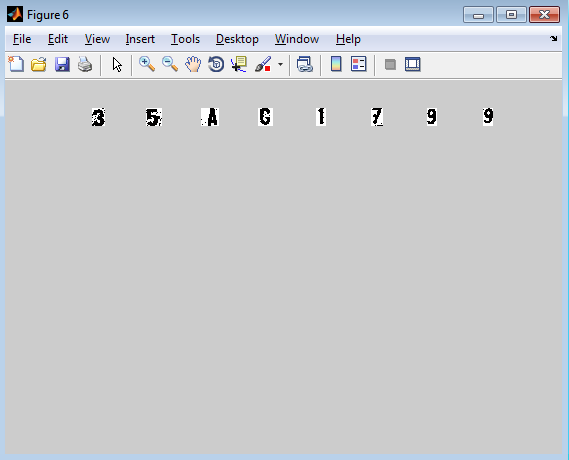 Figure 6
File Edit View Insert Tools Desktop Window Help
3 5 A G 1 7 9 9